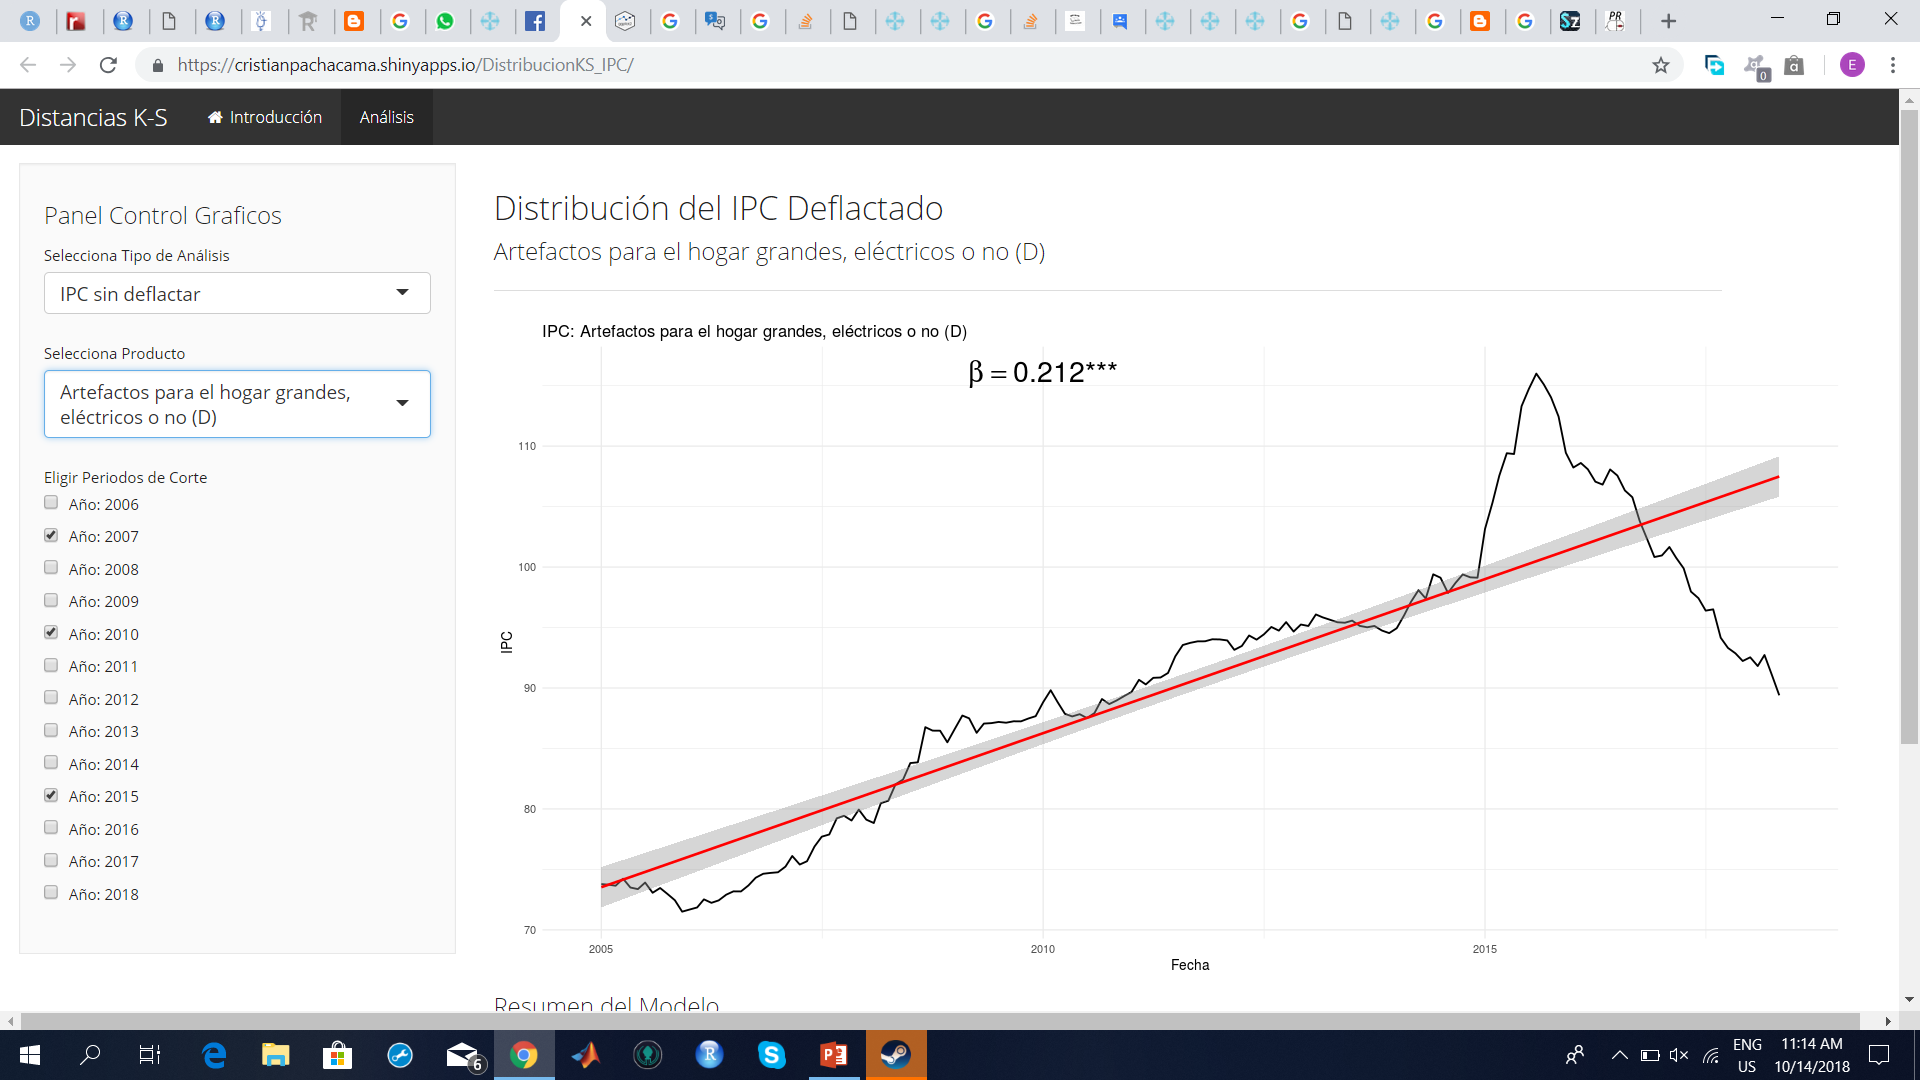 https://cristianpachacama.shinyapps.io/DistribucionKS_IPC/
0
E
Distancias K-S
Introducción
Análisis
Panel Control Graficos
Selecciona Tipo de Análisis
IPC sin deflactar
Selecciona Producto
Artefactos para el hogar grandes,
eléctricos o no (D)
Eligir Periodos de Corte
Año: 2006
Año: 2007
Año: 2008
Año: 2009
Año: 2010
Año: 2011
Año: 2012
Año: 2013
Año: 2014
Año: 2015
Año: 2016
Año: 2017
Año: 2018
Distribución del IPC Deflactado
Artefactos para el hogar grandes, eléctricos o no (D)
IPC: Artefactos para el hogar grandes, eléctricos o no (D)
β = 0.212***
110
100
90
80
70
IPC
2005
2010
2015
Fecha
Resumen del Modelo
6
ENG
US
11:14 AM
10/14/2018